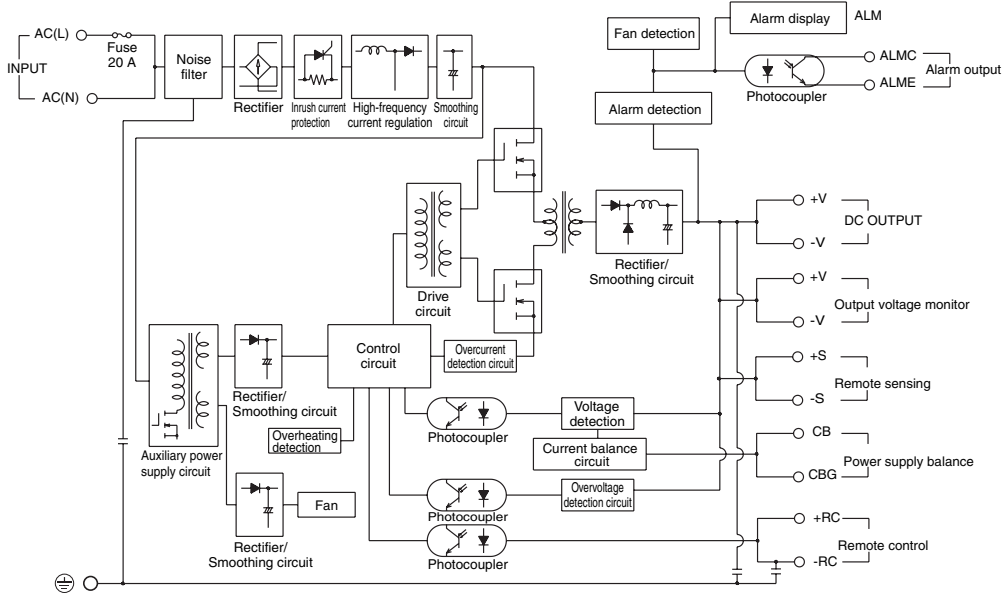 AC(L)
Fuse
20 A
INPUT
AC(N)
Noise
filter
Rectifier
Inrush current
protection
High-frequency
current regulation
Smoothing
circuit
Fan detection
Alarm display
ALM
ALMC
ALME
Alarm output
Photocoupler
Alarm detection
Drive
circuit
Rectifier/
Smoothing circuit
+V
-V
DC OUTPUT
+V
-V
Output voltage monitor
+S
-S
Remote sensing
CB
CBG
Power supply balance
+RC
-RC
Remote control
Control
circuit
Overcurrent
detection circuit
Rectifier/
Smoothing circuit
Auxiliary power
supply circuit
Overheating
detection
Photocoupler
Voltage
detection
Current balance
circuit
Photocoupler
Overvoltage
detection circuit
Photocoupler
Fan
Rectifier/
Smoothing circuit